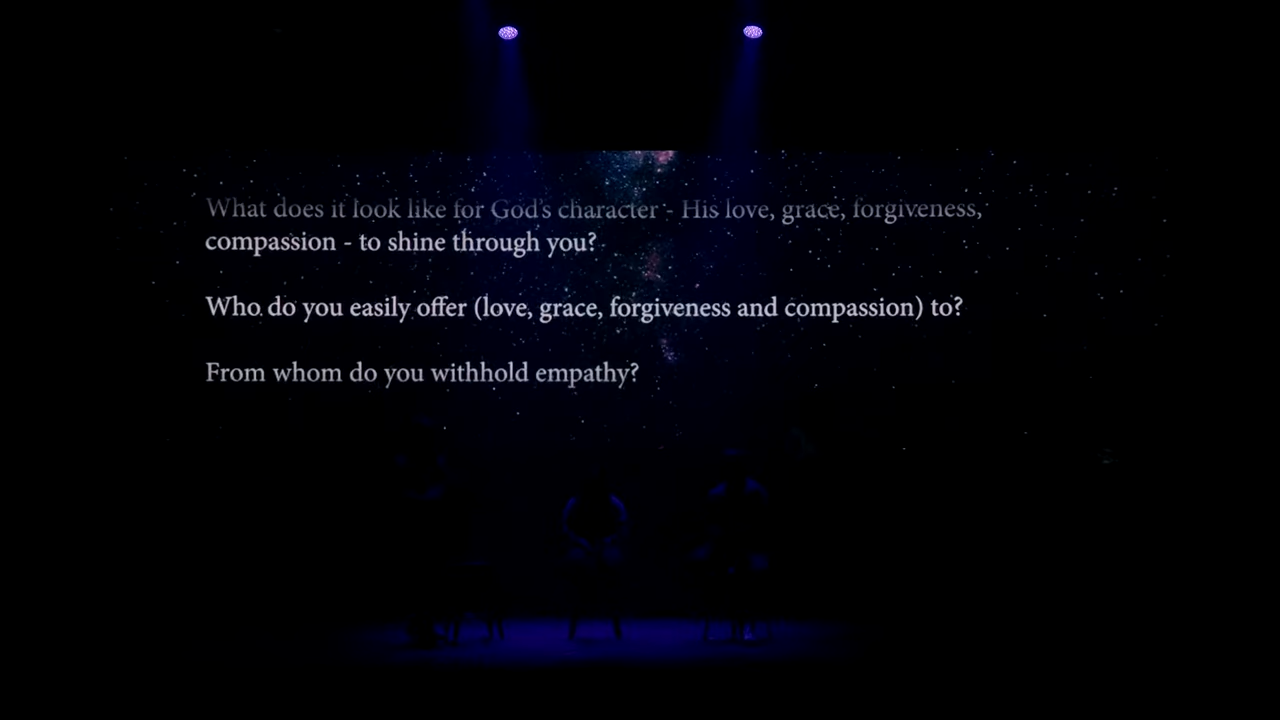 What does it look like for God's character - His love, grace, forgiveness,
compassion - to shine through you?
Who do you easily offer (love, grace, forgiveness and compassion) to?
From whom do you withhold empathy?